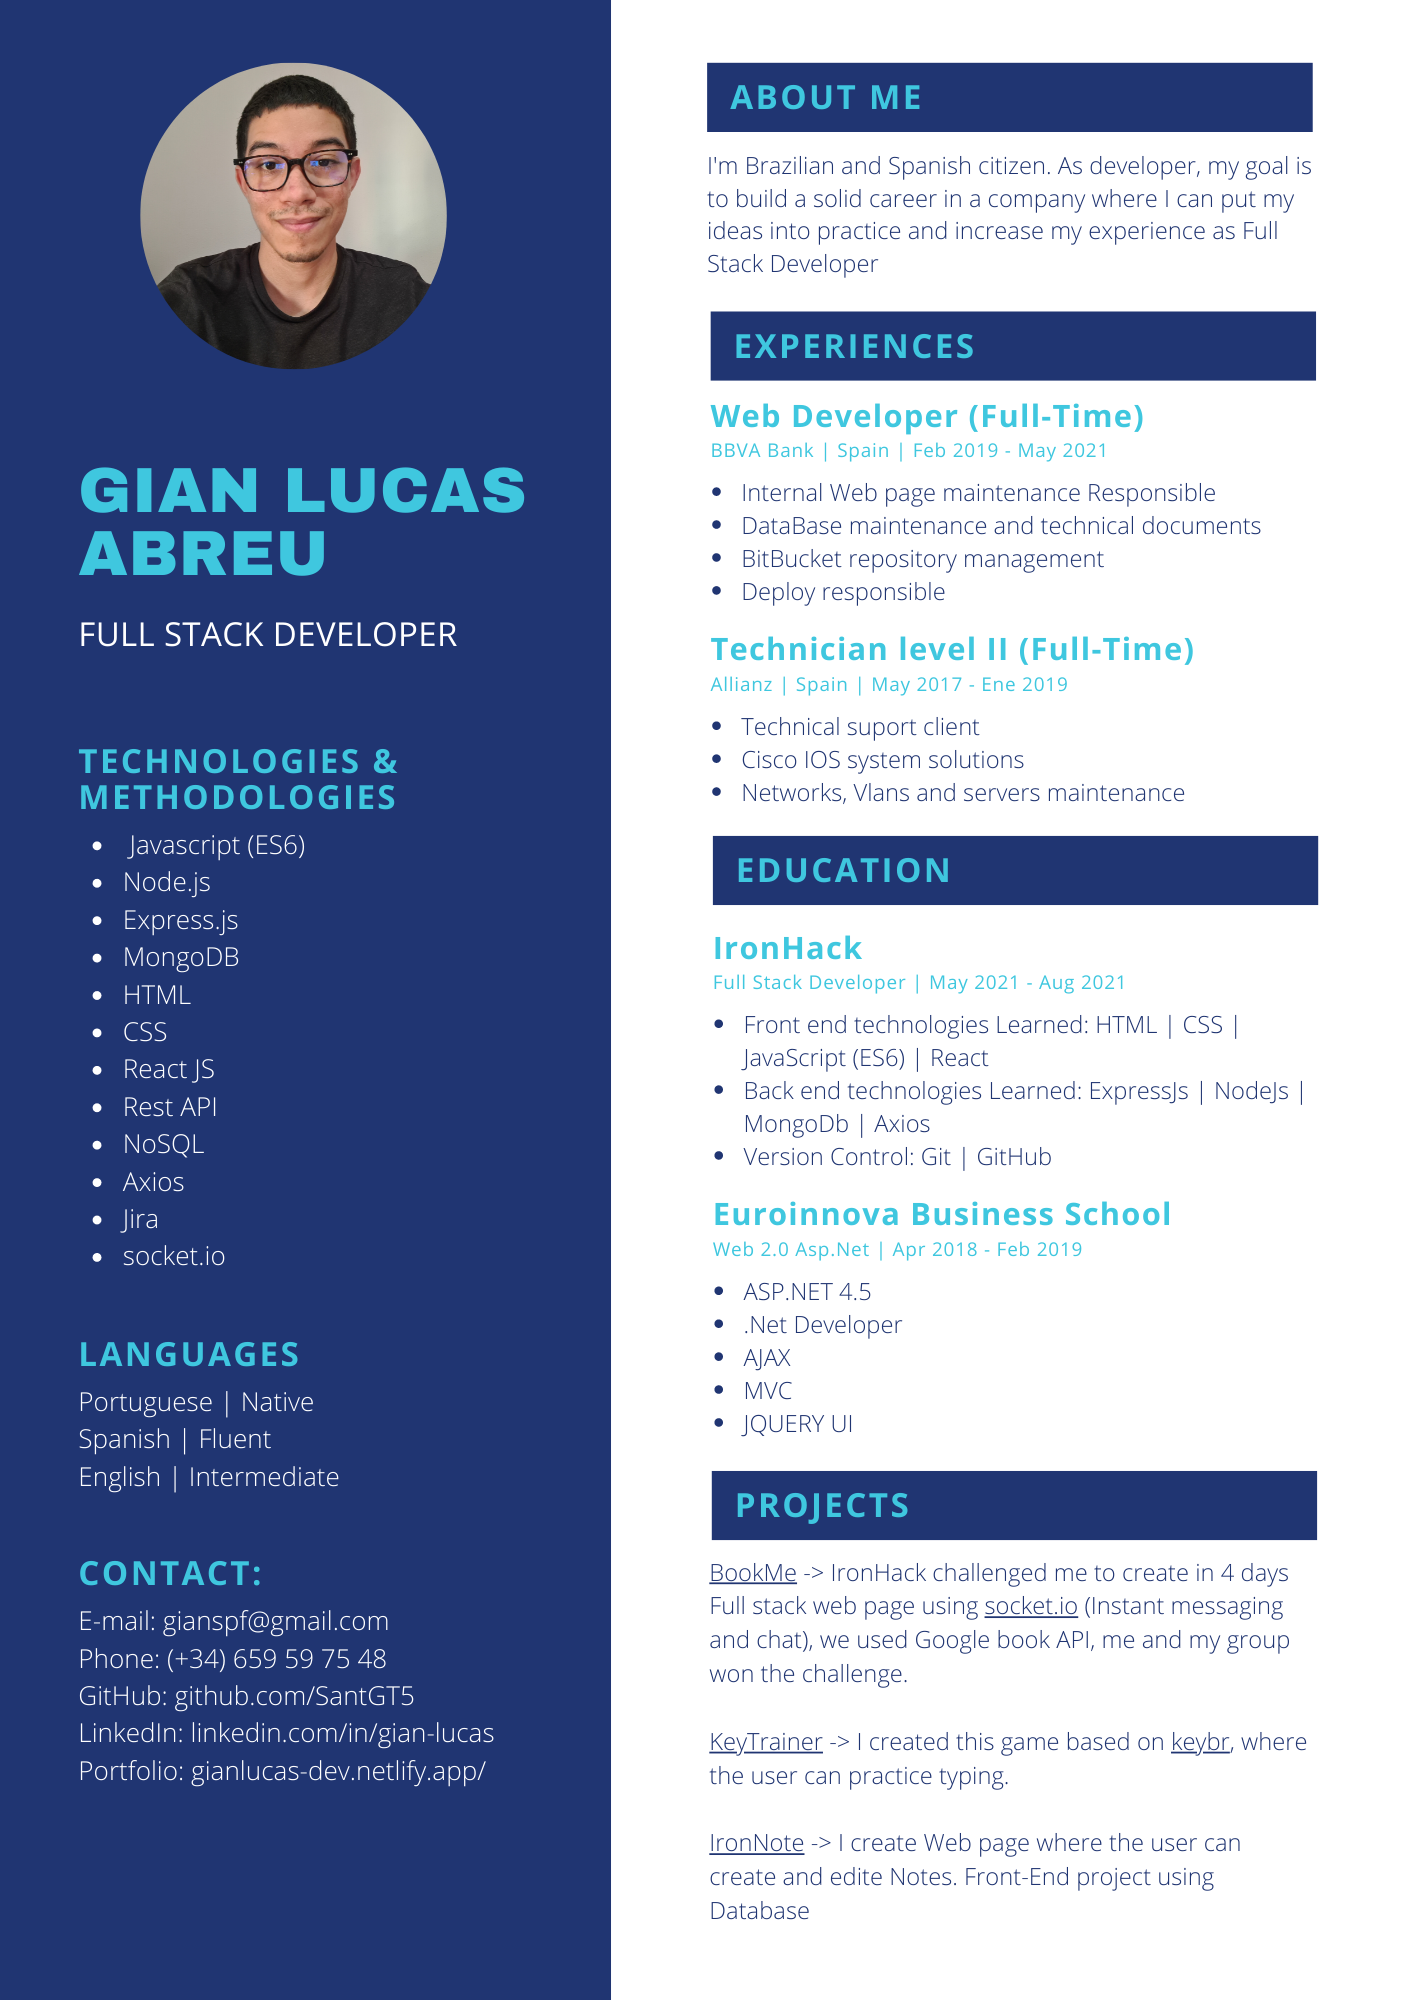 GIAN LUCAS
ABREU
FULL STACK DEVELOPER
TECHNOLOGIES &
METHODOLOGIES
• Javascript (ES6)
• Node.js
• Express.js
• MongoDB
• HTML
• CSS
• React JS
• Rest API
• NoSQL
• Axios
• Jira
• socket.io
LANGUAGES
Portuguese | Native
Spanish | Fluent
English | Intermediate
CONTACT:
E-mail: gianspf@gmail.com
Phone: (+34) 659 59 75 48
GitHub: github.com/SantGT5
LinkedIn: linkedin.com/in/gian-lucas
Portfolio: gianlucas-dev.netlify.app/
ABOUT ME
I'm Brazilian and Spanish citizen. As developer, my goal is
to build a solid career in a company where I can put my
ideas into practice and increase my experience as Full
Stack Developer
EXPERIENCES
Web Developer (Full-Time)
BBVA Bank | Spain | Feb 2019 - May 2021
• Internal Web page maintenance Responsible
• DataBase maintenance and technical documents
• BitBucket repository management
• Deploy responsible
Technician level II (Full-Time)
Allianz | Spain | May 2017 - Ene 2019
• Technical suport client
• Cisco IOS system solutions
• Networks, Vlans and servers maintenance
EDUCATION
IronHack
Full Stack Developer | May 2021 - Aug 2021
• Front end technologies Learned: HTML | CSS |
JavaScript (ES6) | React
• Back end technologies Learned: ExpressJs | NodeJs |
MongoDb | Axios
• Version Control: Git | GitHub
Euroinnova Business School
Web 2.0 Asp.Net | Apr 2018 - Feb 2019
• ASP.NET 4.5
• .Net Developer
• AJAX
• MVC
• JQUERY UI
PROJECTS
BookMe -> IronHack challenged me to create in 4 days
Full stack web page using socket.io (Instant messaging
and chat), we used Google book API, me and my group
won the challenge.
KeyTrainer -> I created this game based on keybr, where
the user can practice typing.
IronNote -> I create Web page where the user can
create and edite Notes. Front-End project using
Database